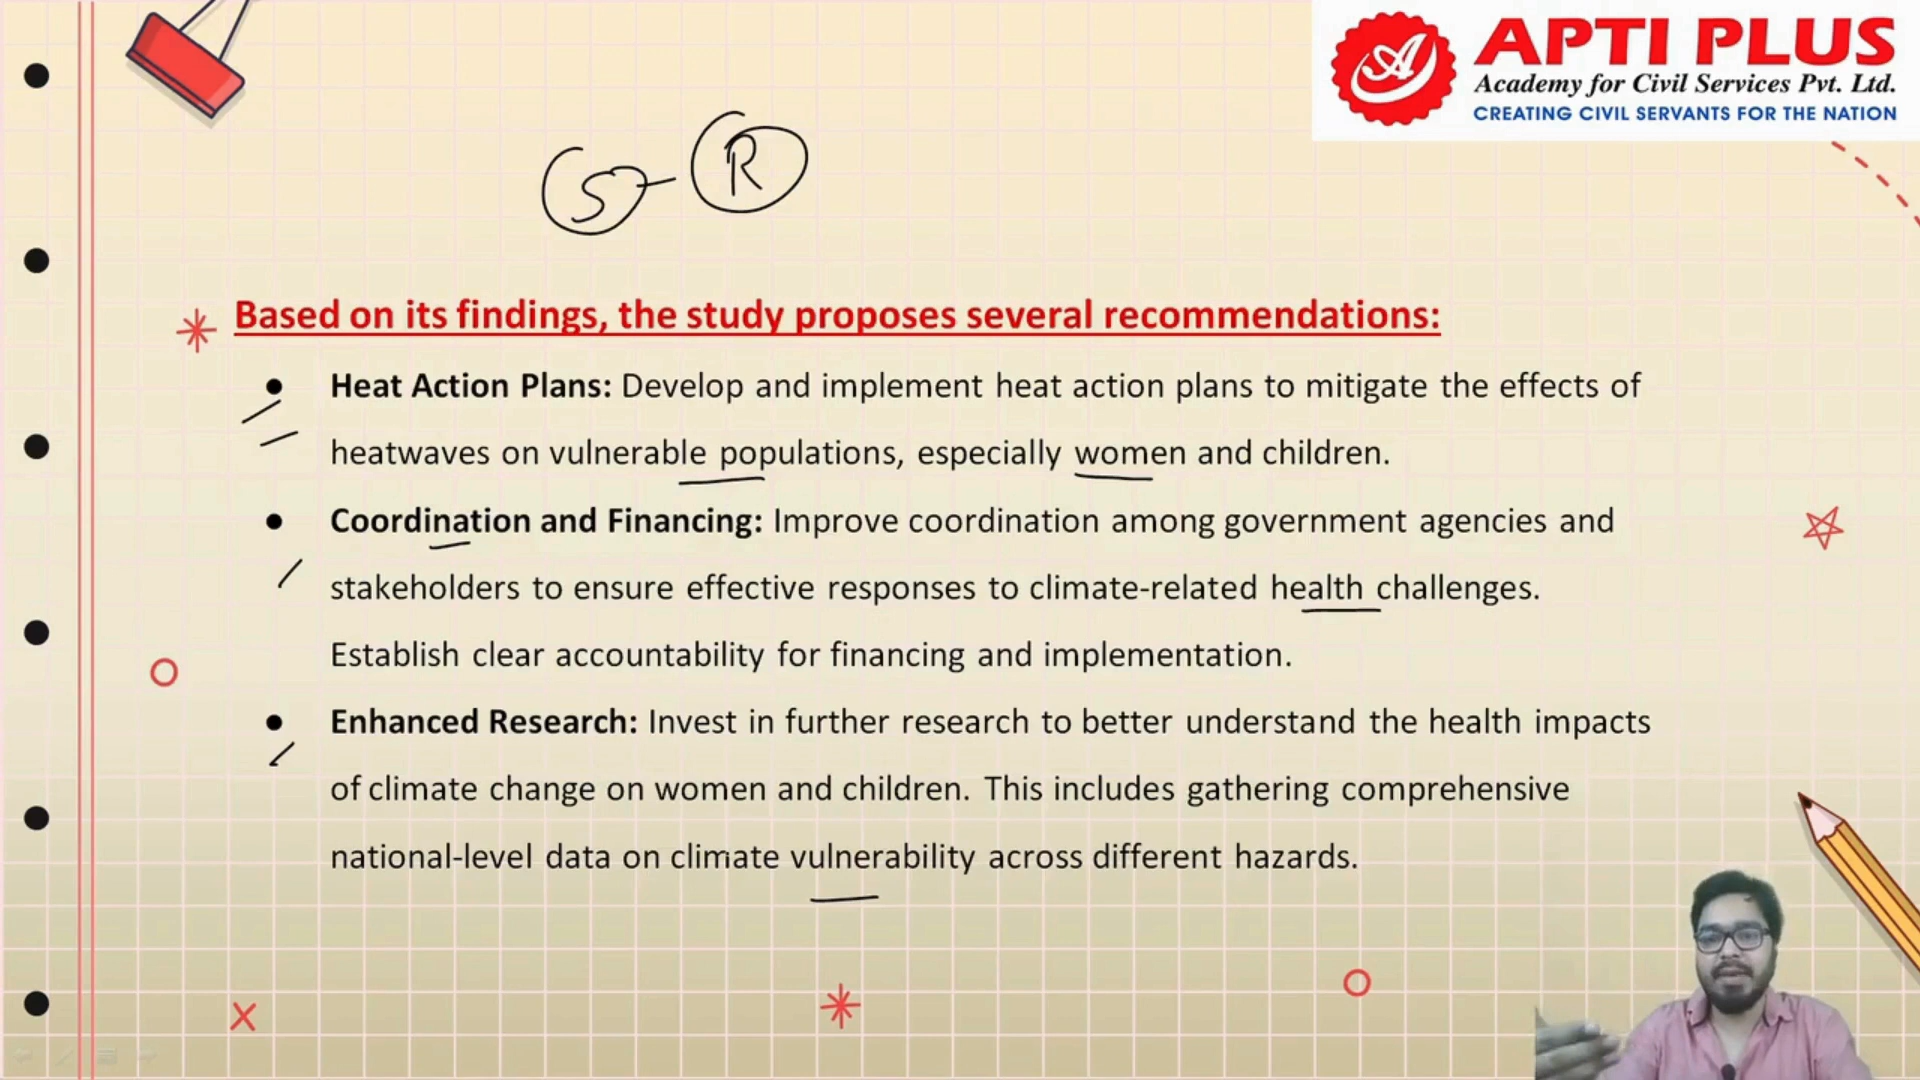 APTI PLUS
Academy for Civil Services Pvt. Ltd.
CREATING CIVIL SERVANTS FOR THE NATION
S - R
Based on its findings, the study proposes several recommendations:
● Heat Action Plans: Develop and implement heat action plans to mitigate the effects of
heatwaves on vulnerable populations, especially women and children.
● Coordination and Financing: Improve coordination among government agencies and
stakeholders to ensure effective responses to climate-related health challenges.
Establish clear accountability for financing and implementation.
● Enhanced Research: Invest in further research to better understand the health impacts
of climate change on women and children. This includes gathering comprehensive
national-level data on climate vulnerability across different hazards.